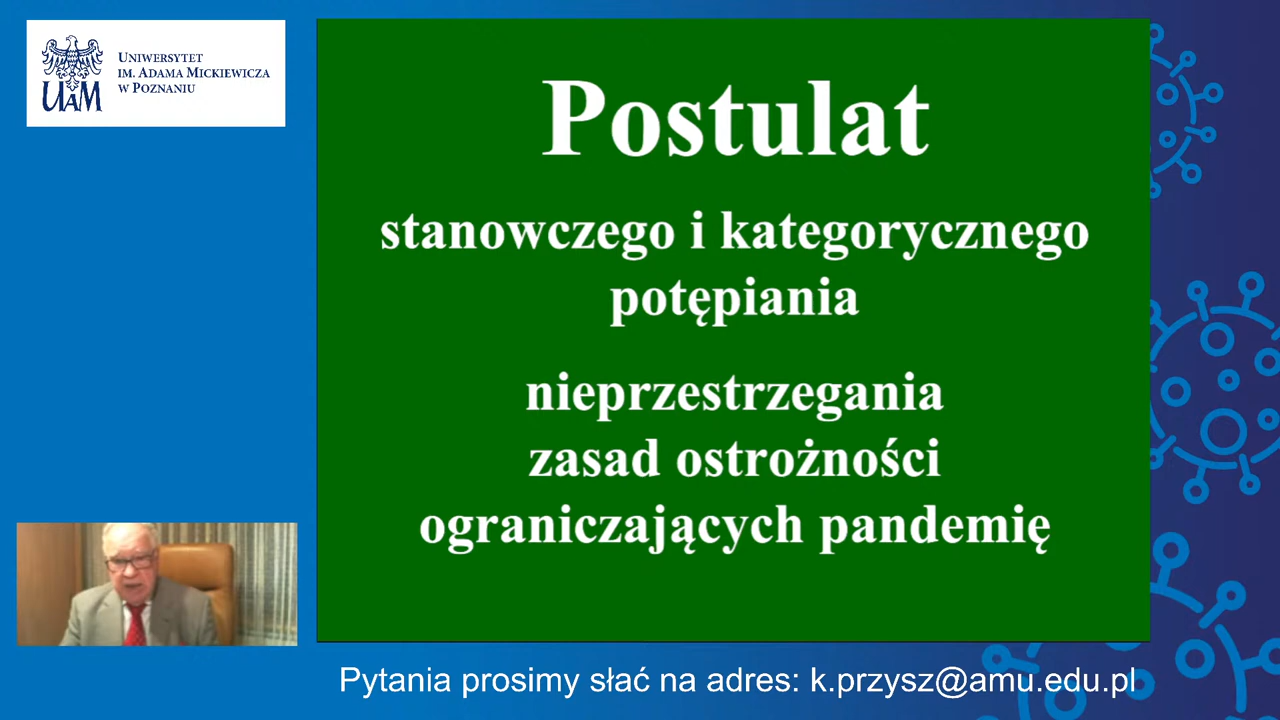 UNIWERSYTET
IM. ADAMA MICKIEWICZA
W POZNANIU
UAM
Postulat
stanowczego i kategorycznego
potępiania
nieprzestrzegania
zasad ostrożności
ograniczających pandemię
Pytania prosimy słać na adres: k.przysz@amu.edu.pl